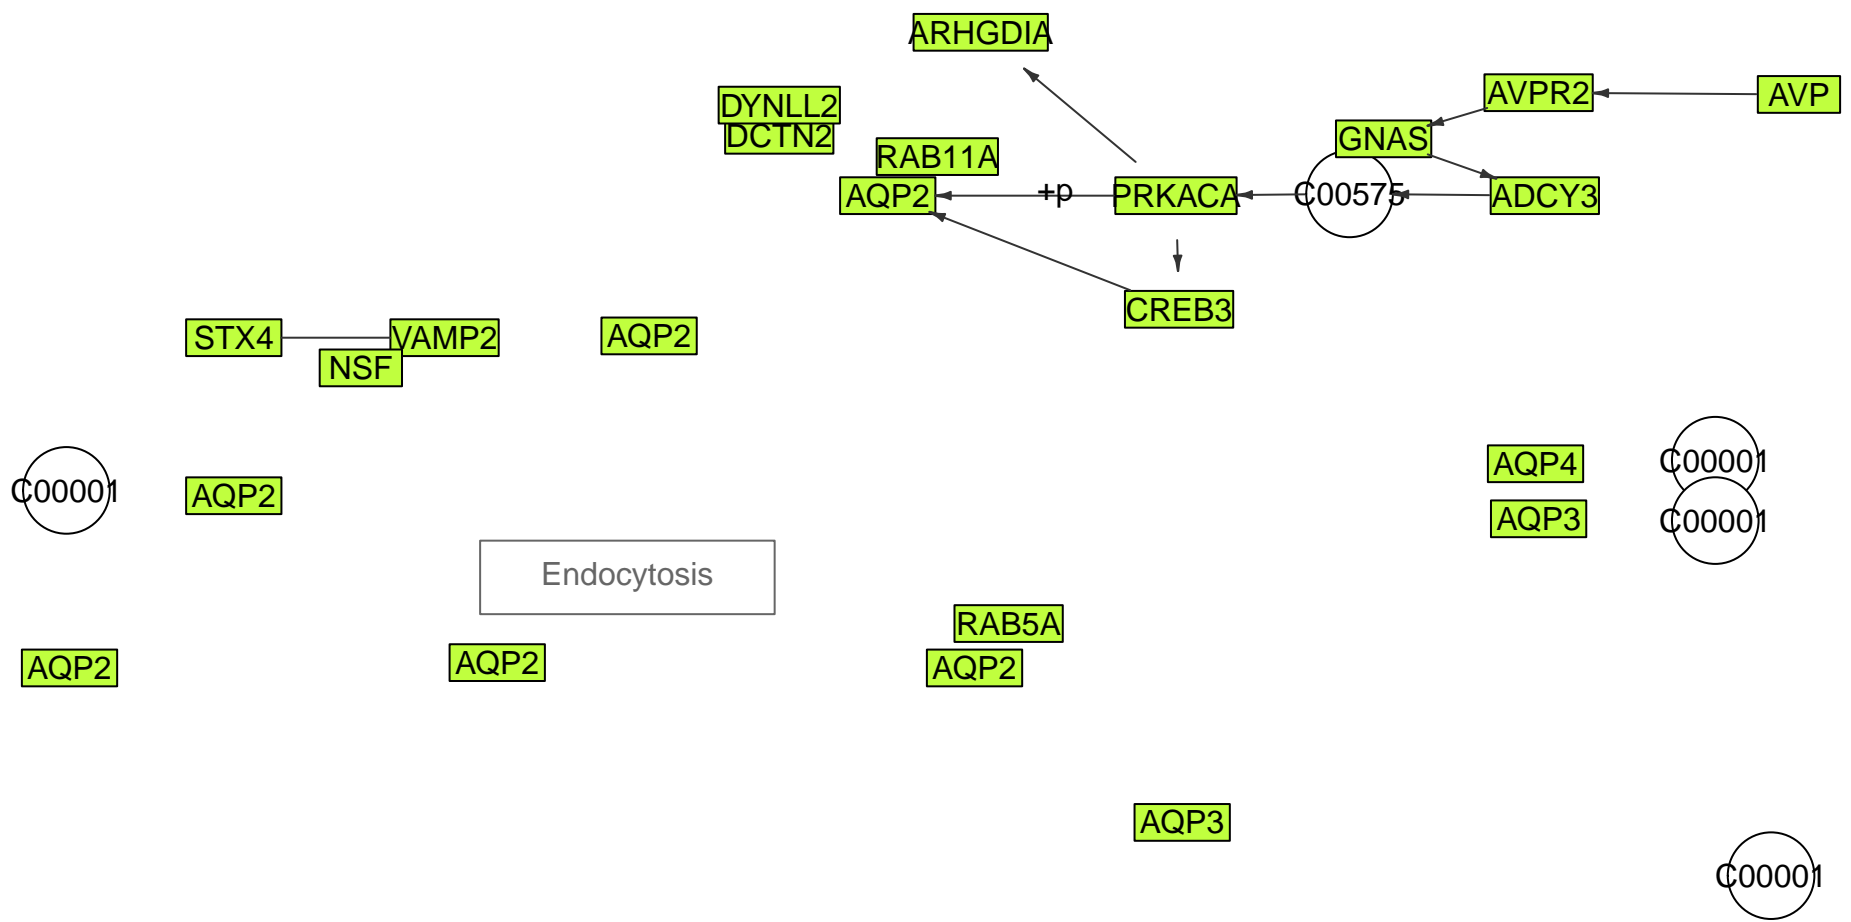 ARHGDIA
AVPR2
AVP
DYNLL2
DCTN2
GNAS
RAB11A
AQP2
+p
PRKACA
C00575
ADCY3
CREB3
STX4
VAMP2
AQP2
NSF
AQP4
C00001
C00001
AQP2
AQP3
C00001
Endocytosis
RAB5A
AQP2
AQP2
AQP2
AQP3
C00001